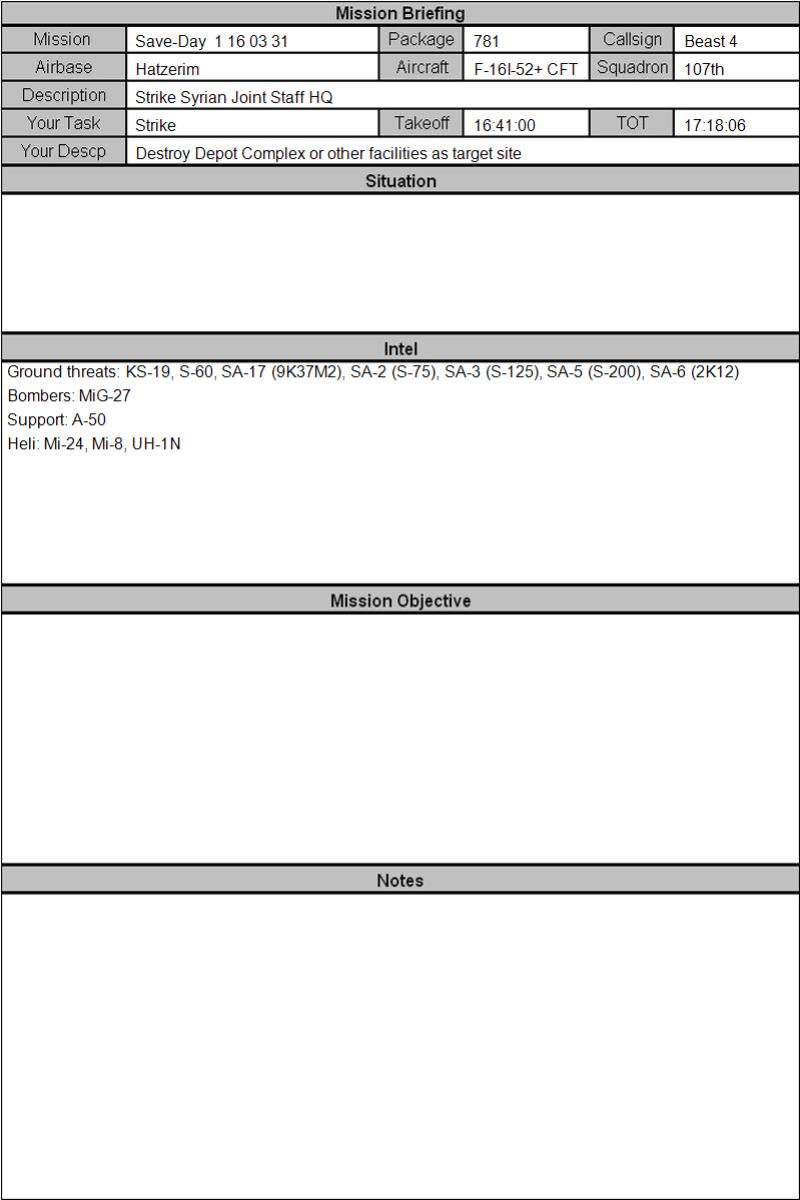 Mission Briefing
Mission Save-Day 1 16 03 31 Package 781 Callsign Beast 4
Airbase Hatzerim Aircraft F-16I-52+ CFT Squadron 107th
Description Strike Syrian Joint Staff HQ
Your Task Strike Takeoff 16:41:00 TOT 17:18:06
Your Descp Destroy Depot Complex or other facilities as target site
Situation
Intel
Ground threats: KS-19, S-60, SA-17 (9K37M2), SA-2 (S-75), SA-3 (S-125), SA-5 (S-200), SA-6 (2K12)
Bombers: MiG-27
Support: A-50
Heli: Mi-24, Mi-8, UH-1N
Mission Objective
Notes